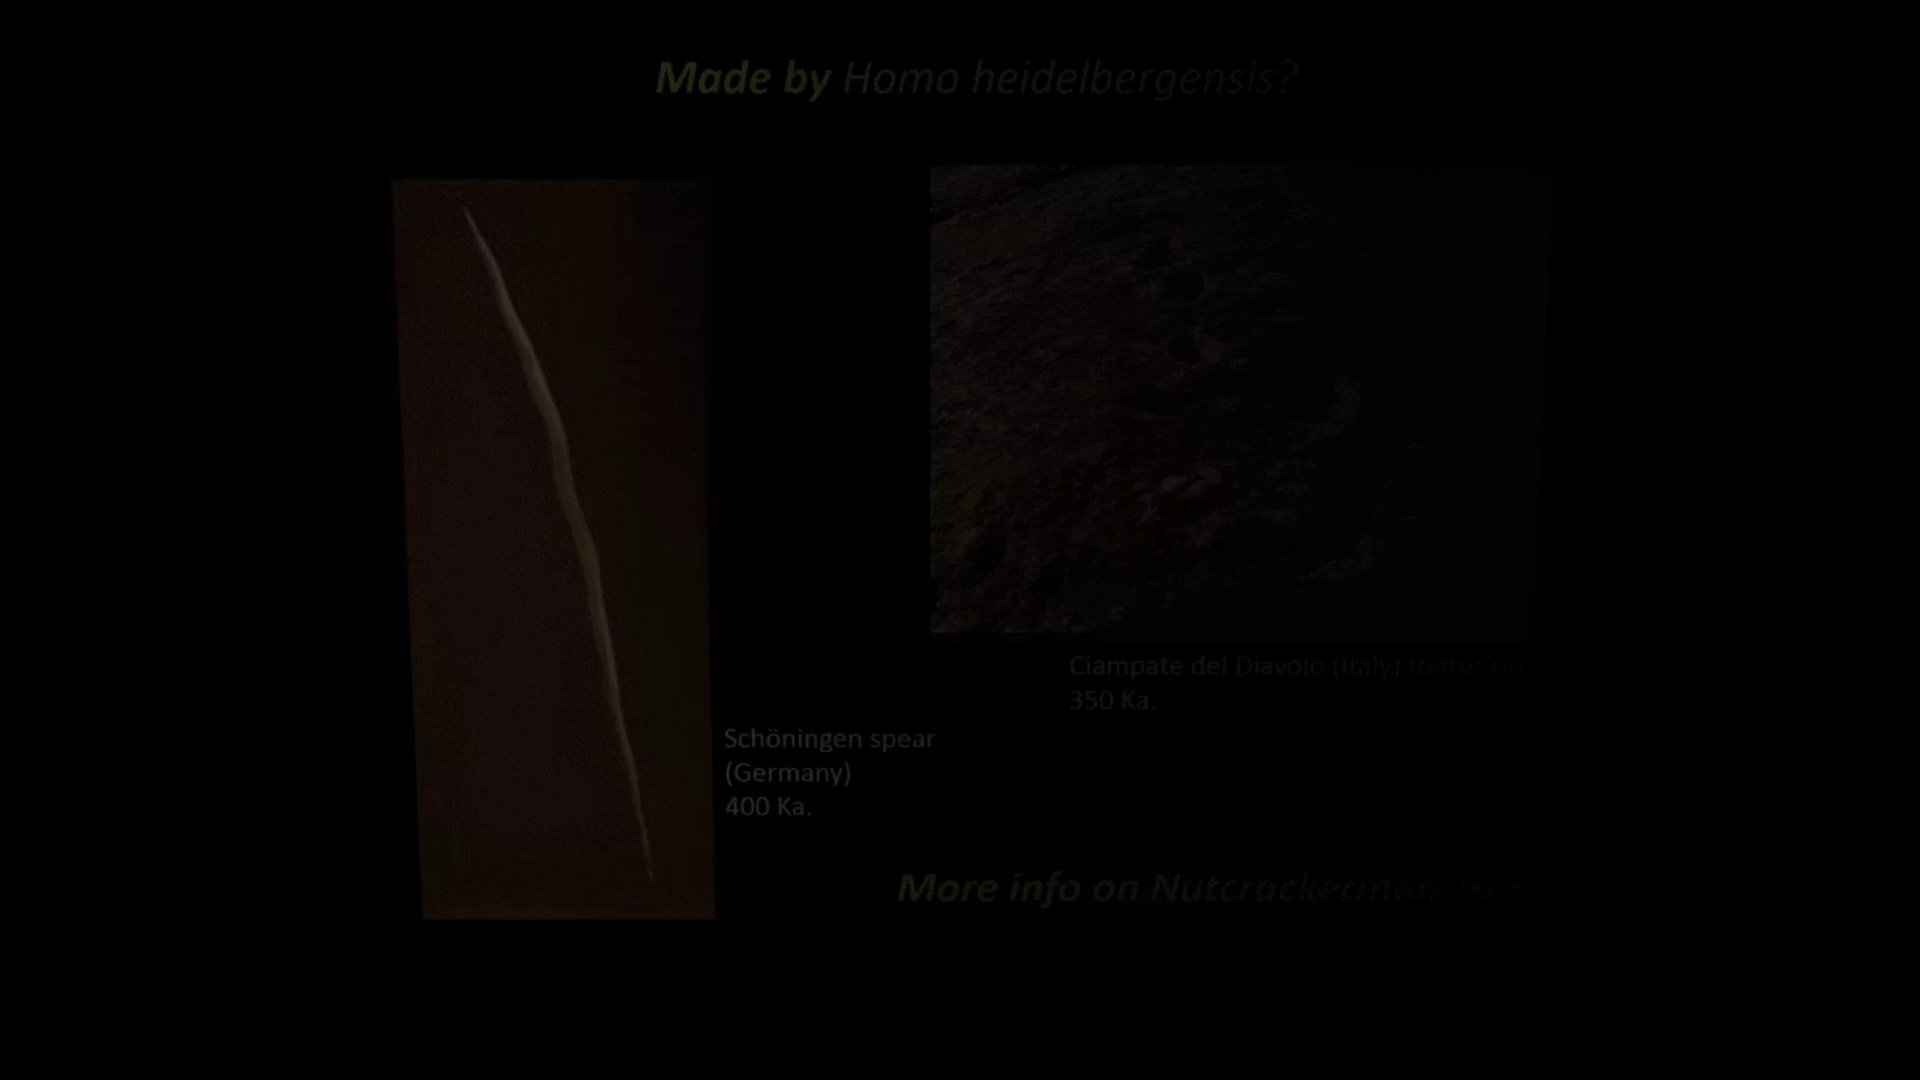 Made by Homo heidelbergensis?
Ciampate del Diavolo (Italy)
350 Ka.
Schöningen spear
(Germany)
400 Ka.
More info on